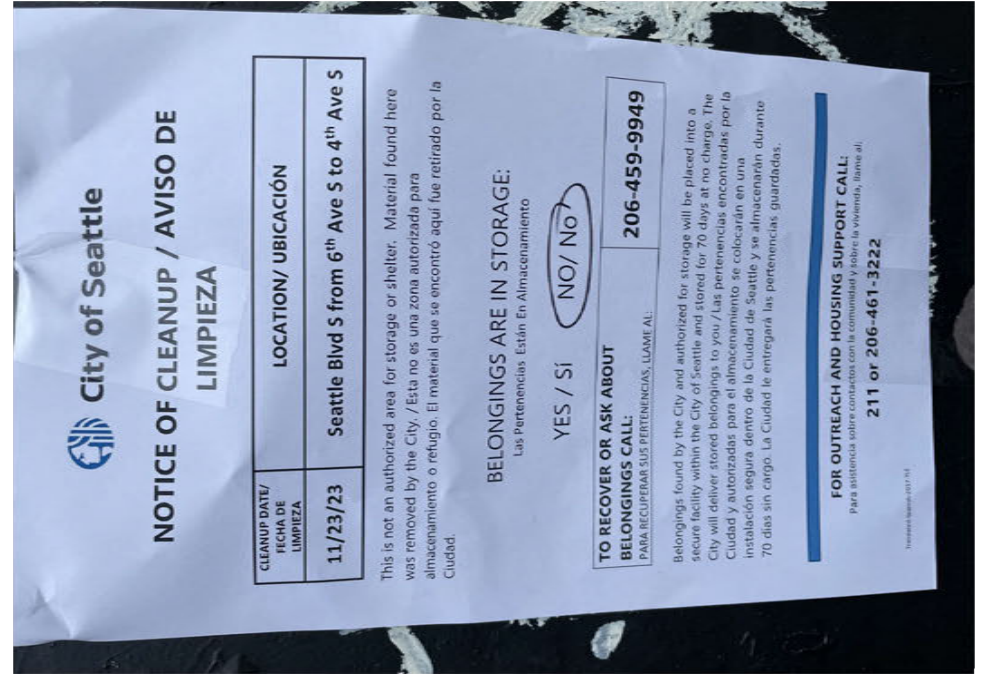 City of Seattle
NOTICE OF CLEANUP / AVISO DE
LIMPIEZA
CLEANUP DATE/
FECHA DE
LIMPIEZA
LOCATION/ UBICACIÓN
11/23/23
Seattle Blvd S from 6th Ave S to 4th Ave S
This is not an authorized area for storage or shelter. Material found here
was removed by the City. / Esta no es una zona autorizada para
almacenamiento o refugio. El material que se encontró aquí fue retirado por la
Ciudad.
BELONGINGS ARE IN STORAGE:
Las Pertenencias Están En Almacenamiento
YES / SÍ NO/ No
TO RECOVER OR ASK ABOUT
BELONGINGS CALL:
PARA RECUPERAR SUS PERTENENCIAS, LLAME AL:
206-459-9949
Belongings found by the City and authorized for storage will be placed into a
secure facility within the City of Seattle and stored for 70 days at no charge. The
City will deliver stored belongings to you / Las pertenencias encontradas por la
Ciudad y autorizadas para el almacenamiento se colocarán en una
instalación segura dentro de la Ciudad de Seattle y se almacenarán durante
70 dias sin cargo. La Ciudad le entregará las pertenencias guardadas.
FOR OUTREACH AND HOUSING SUPPORT CALL:
Para asistencia sobre contactos con la comunidad y sobre la vivienda, llame al:
211 or 206-461-3222